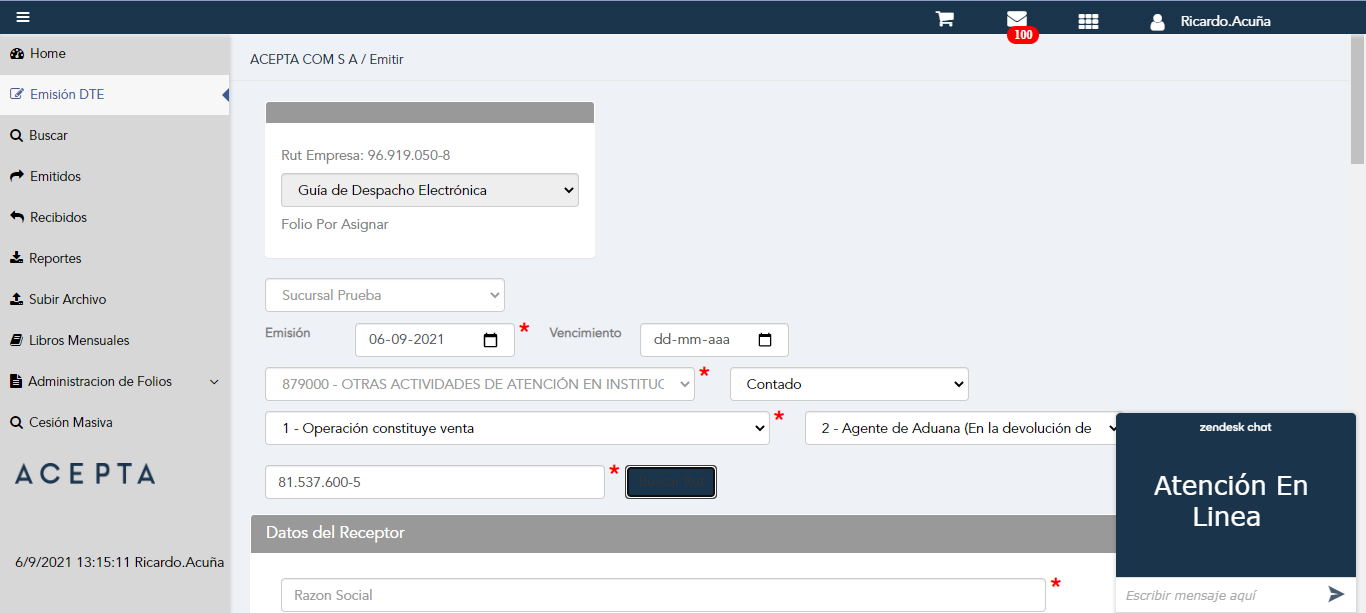 100
Ricardo.Acuña
Home
ACEPTA COM S A / Emitir
Emisión DTE
Buscar
Emitidos
Recibidos
Reportes
Subir Archivo
Libros Mensuales
Administracion de Folios
Cesión Masiva
ACEPTA
6/9/2021 13:15:11 Ricardo.Acuña
Rut Empresa: 96.919.050-8
Guía de Despacho Electrónica
Folio Por Asignar
Sucursal Prueba
Emisión 06-09-2021 * Vencimiento dd-mm-aaa
879000 - OTRAS ACTIVIDADES DE ATENCIÓN EN INSTITUC * Contado
1 - Operación constituye venta * 2 - Agente de Aduana (En la devolución de
81.537.600-5 *
Datos del Receptor
Razon Social *
zendesk chat
Atención En
Linea
Escribir mensaje aquí